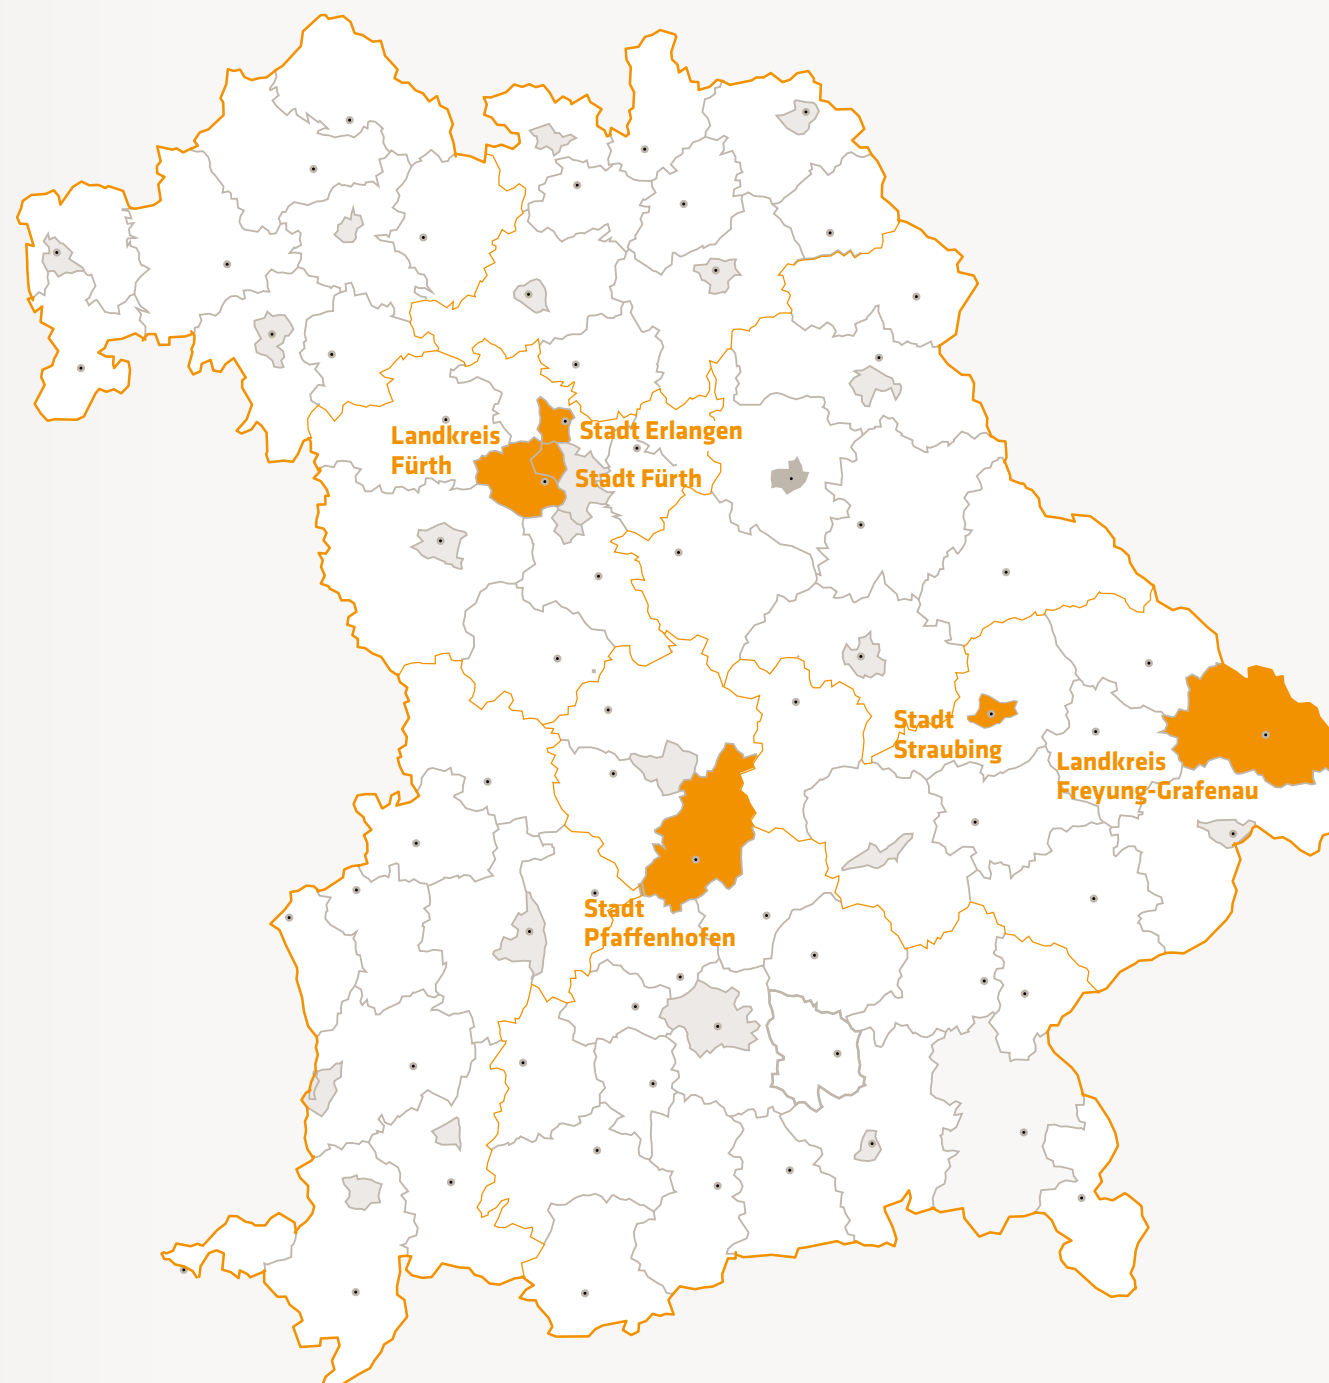 Landkreis
Fürth
Stadt Erlangen
Stadt Fürth
Stadt
Straubing
Landkreis
Freyung-Grafenau
Stadt
Pfaffenhofen